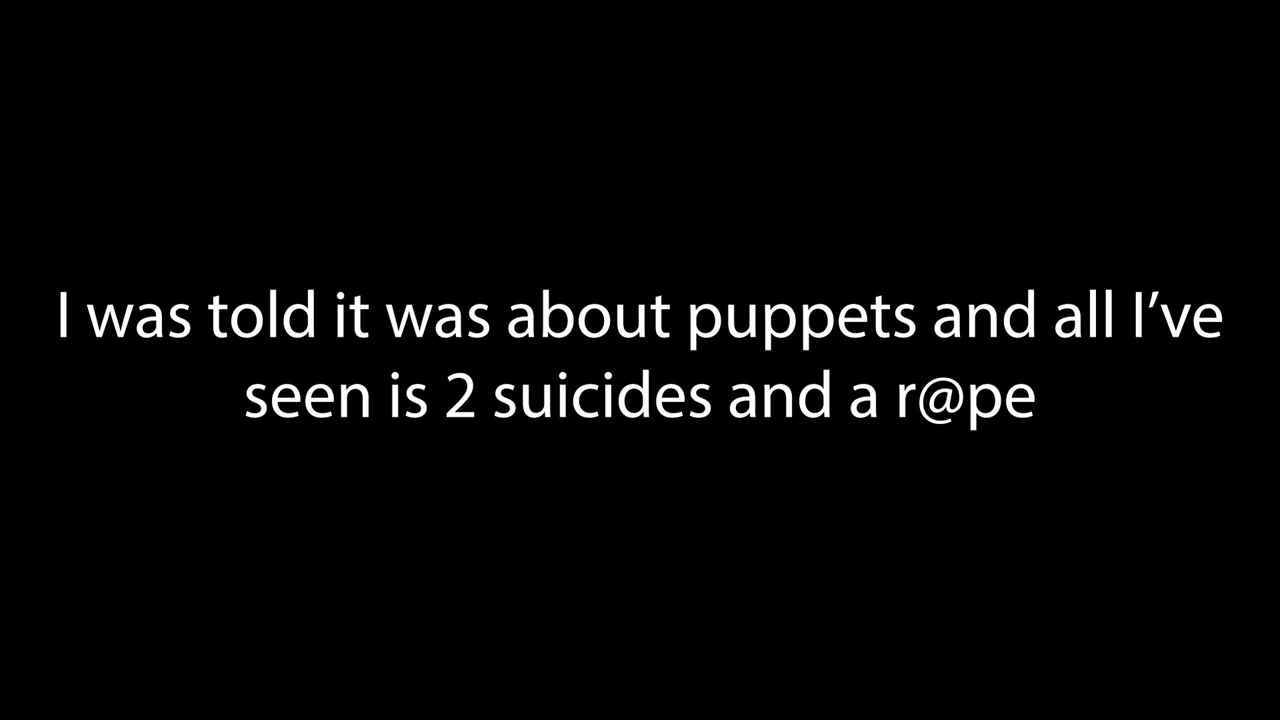 I was told it was about puppets and all I’ve
seen is 2 suicides and a r@pe